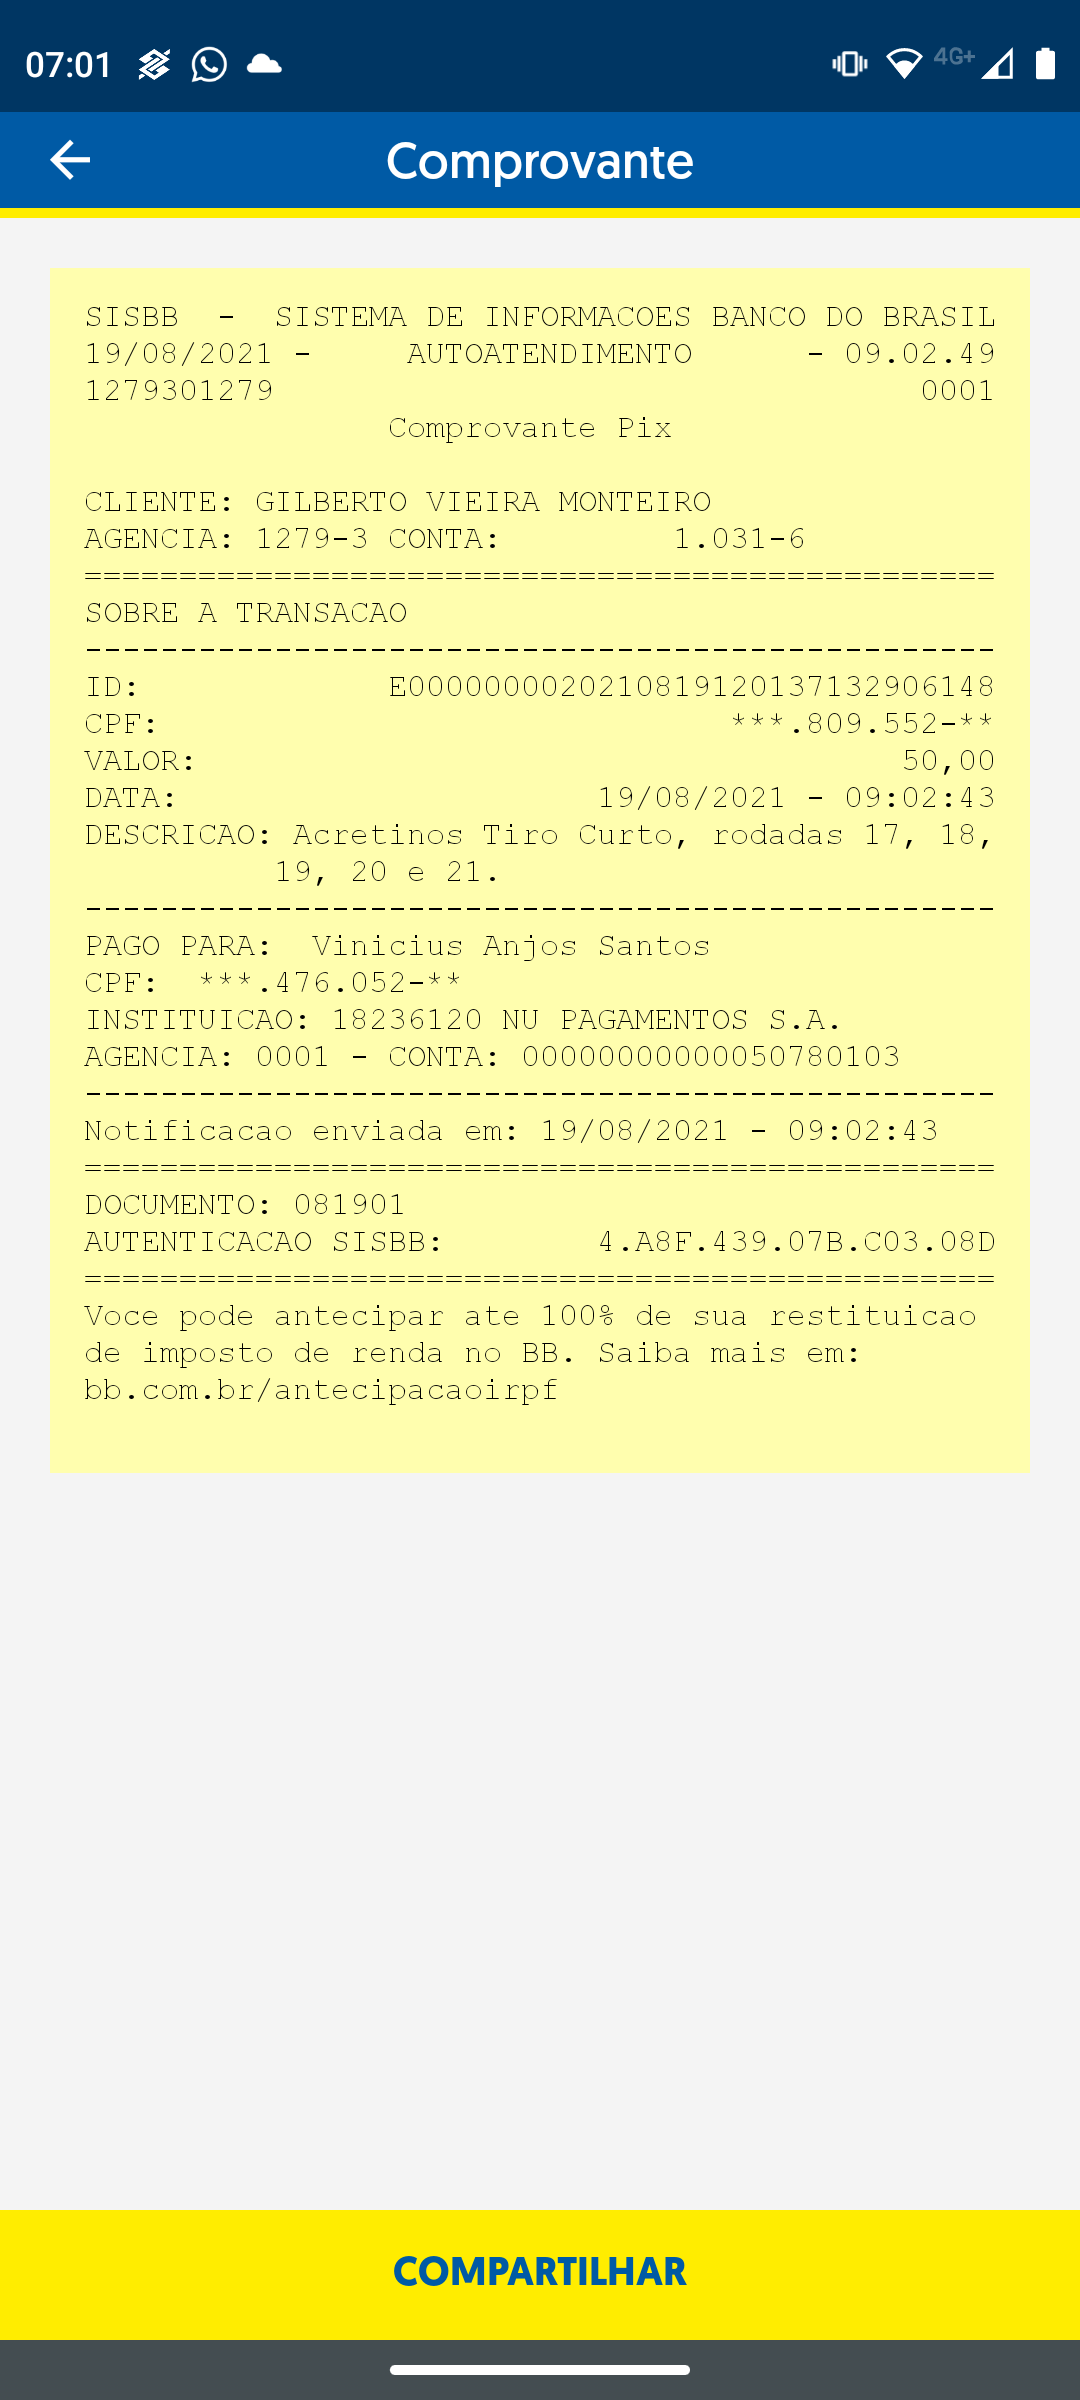 07:01 4G+
Comprovante
SISBB - SISTEMA DE INFORMACOES BANCO DO BRASIL
19/08/2021 - AUTOATENDIMENTO - 09.02.49
1279301279 0001
Comprovante Pix
CLIENTE: GILBERTO VIEIRA MONTEIRO
AGENCIA: 1279-3 CONTA: 1.031-6
================================================
SOBRE A TRANSACAO
------------------------------------------------
ID: E0000000020210819120137132906148
CPF: ***.809.552-**
VALOR: 50,00
DATA: 19/08/2021 - 09:02:43
DESCRICAO: Acretinos Tiro Curto, rodadas 17, 18,
19, 20 e 21.
------------------------------------------------
PAGO PARA: Vinicius Anjos Santos
CPF: ***.476.052-**
INSTITUICAO: 18236120 NU PAGAMENTOS S.A.
AGENCIA: 0001 - CONTA: 00000000000050780103
------------------------------------------------
Notificacao enviada em: 19/08/2021 - 09:02:43
================================================
DOCUMENTO: 081901
AUTENTICACAO SISBB: 4.A8F.439.07B.C03.08D
================================================
Voce pode antecipar ate 100% de sua restituicao
de imposto de renda no BB. Saiba mais em:
bb.com.br/antecipacaoirpf
COMPARTILHAR